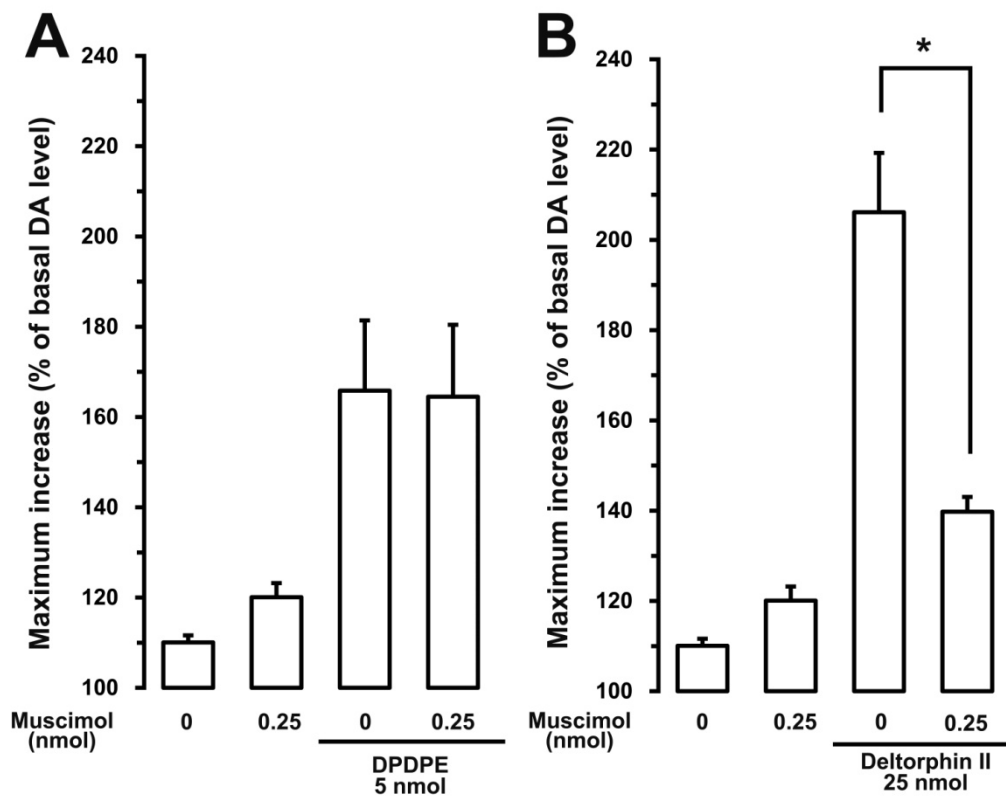 A
Maximum increase (% of basal DA level)
240
220
200
180
160
140
120
100
Muscimol
(nmol)
0 0.25 0 0.25
DPDPE
5 nmol
B
Maximum increase (% of basal DA level)
240
220
200
180
160
140
120
100
*
Muscimol
(nmol)
0 0.25 0 0.25
Deltorphin II
25 nmol